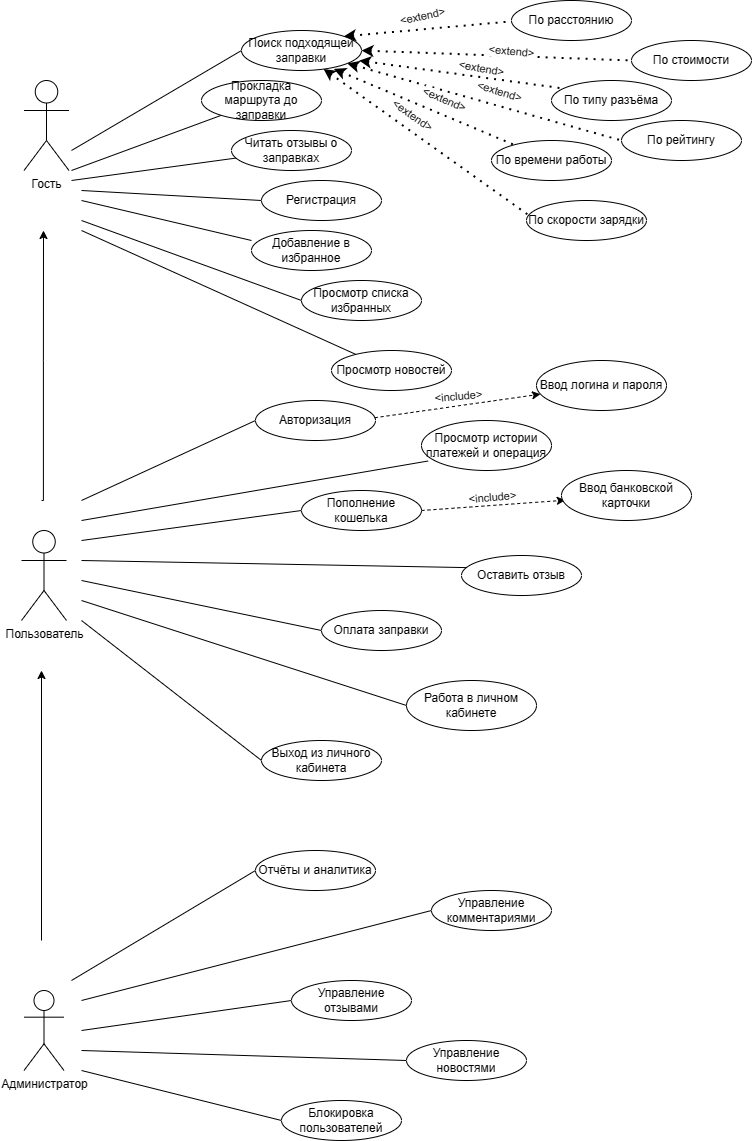 <extend>
По расстоянию
Поиск подходящей
заправки
<extend>
По стоимости
<extend>
Прокладка
маршрута до
заправки
<extend>
<extend>
По типу разъёма
<extend>
По рейтингу
Читать отзывы о
заправках
По времени работы
Гость
Регистрация
По скорости зарядки
Добавление в
избранное
Просмотр списка
избранных
Просмотр новостей
<include>
Ввод логина и пароля
Авторизация
Просмотр истории
платежей и операция
Пополнение
кошелька
<include>
Ввод банковской
карточки
Оставить отзыв
Пользователь
Оплата заправки
Работа в личном
кабинете
Выход из личного
кабинета
Отчёты и аналитика
Управление
комментариями
Управление
отзывами
Управление
новостями
Администратор
Блокировка
пользователей